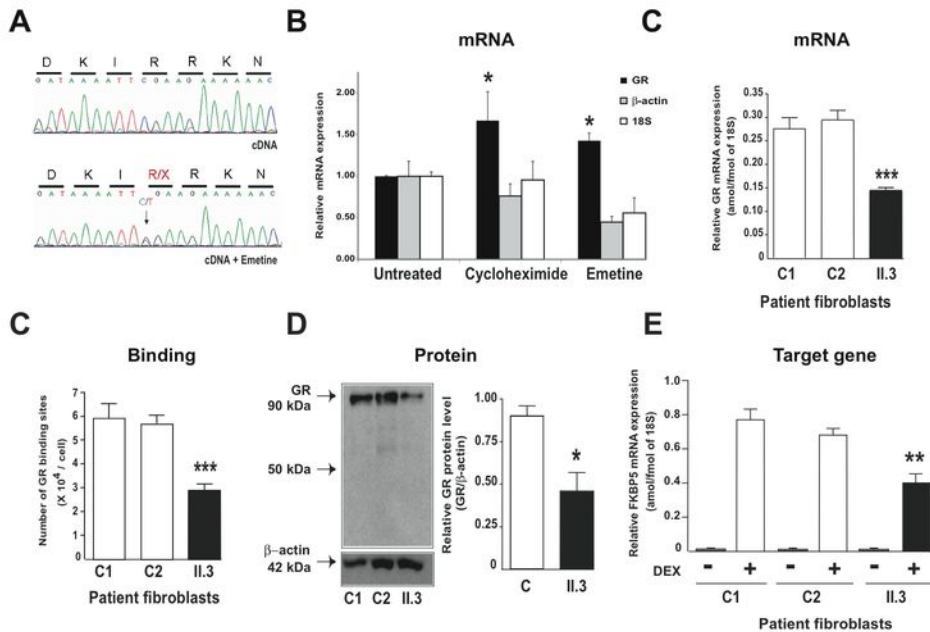 A
D K I R R K N
G A T A A A A T T C G A A G A A A A A A C
cDNA
D K I R/X R K N
G A T A A A A T T T G A A G A A A A A A C
C/T
cDNA + Emetine
B
mRNA
*
*
GR
β-actin
18S
Relative mRNA expression
2.00
1.50
1.00
0.50
0.00
Untreated
Cycloheximide
Emetine
C
mRNA
Relative GR mRNA expression
(amol/fmol of 18S)
0.35
0.30
0.25
0.20
0.15
0.10
0.05
0
***
C1 C2 II.3
Patient fibroblasts
C
Binding
Number of GR binding sites
(X 10⁴ / cell)
7
6
5
4
3
2
1
0
***
C1 C2 II.3
Patient fibroblasts
D
Protein
GR
90 kDa
50 kDa
β-actin
42 kDa
C1 C2 II.3
Relative GR protein level
(GR/β-actin)
1.00
0.75
0.50
0.25
0
*
C II.3
E
Target gene
Relative FKBP5 mRNA expression
(amol/fmol of 18S)
1.0
0.8
0.6
0.4
0.2
0
**
DEX - + - + - +
C1 C2 II.3
Patient fibroblasts